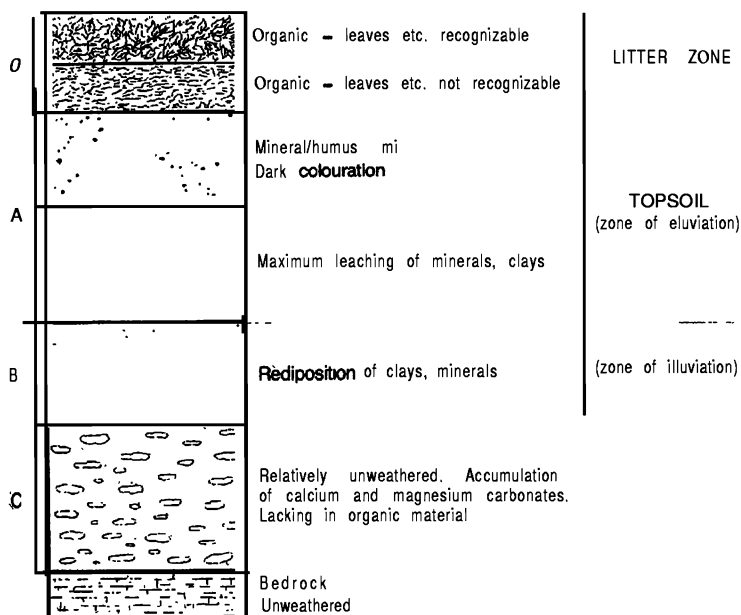 O
Organic – leaves etc. recognizable
LITTER ZONE
Organic – leaves etc. not recognizable
Mineral/humus mi
Dark colouration
A
TOPSOIL
(zone of eluviation)
Maximum leaching of minerals, clays
B
Rediposition of clays, minerals
(zone of illuviation)
C
Relatively unweathered. Accumulation
of calcium and magnesium carbonates.
Lacking in organic material
Bedrock
Unweathered